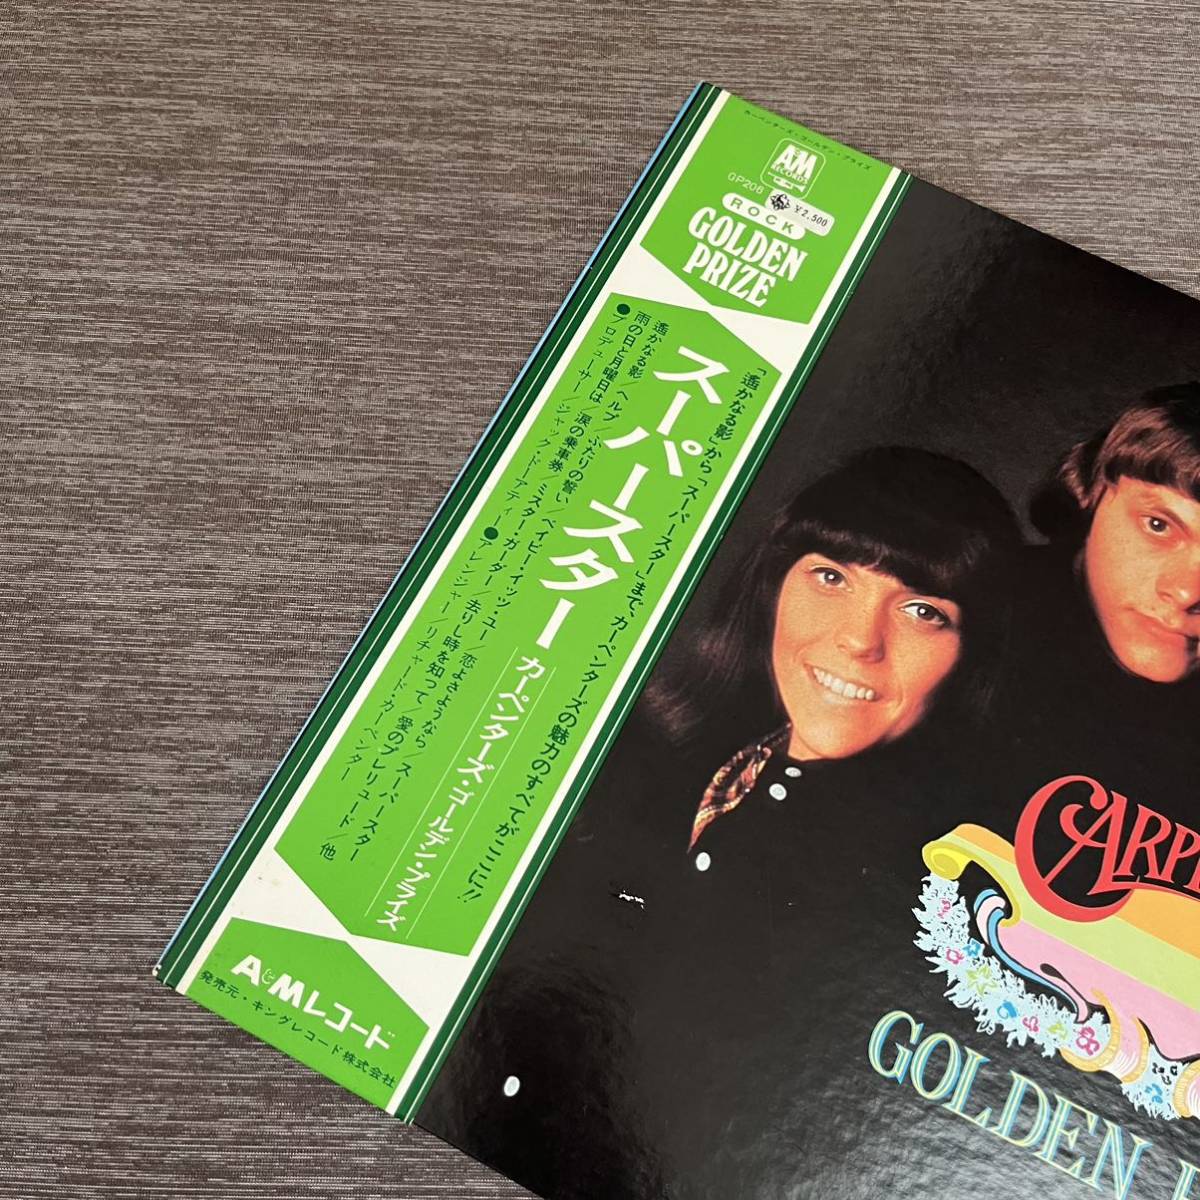 カーペンターズ・ゴールデン・プライズ
A&M
RECORDS
GP208
¥2,500
ROCK
GOLDEN
PRIZE
「遙かなる影」から「スーパースター」まで、カーペンターズの魅力のすべてがここに!!
スーパースター
カーペンターズ・ゴールデン・プライズ
遙かなる影/ヘルプ/ふたりの誓い/ベイビー・イッツ・ユー/恋よさようなら/スーパースター
雨の日と月曜日は/涙の乗車券/ミスター・ガーダー/去りし時を知って/愛のプレリュード/他
●プロデューサー/ジャック・ドーアティー●アレンジャー/リチャード・カーペンター
A&Mレコード
発売元・キングレコード株式会社
CARP
GOLDEN